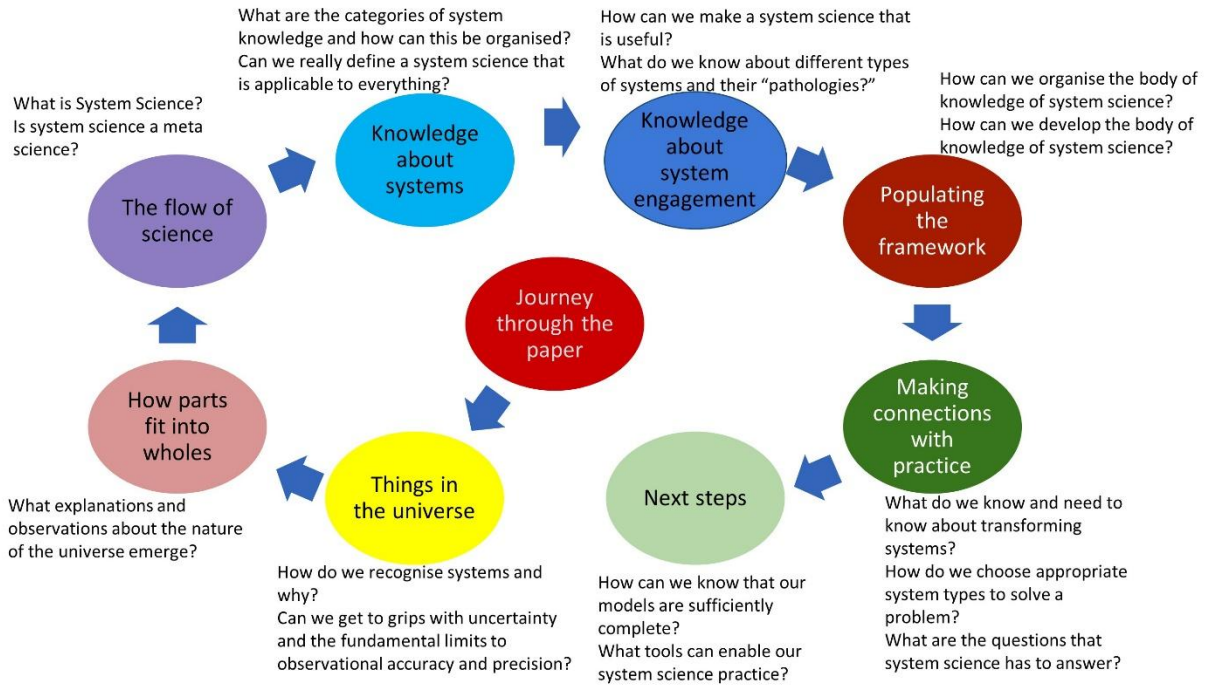 What are the categories of system
knowledge and how can this be organised?
Can we really define a system science that
is applicable to everything?
How can we make a system science that
is useful?
What do we know about different types
of systems and their “pathologies?”
How can we organise the body of
knowledge of system science?
How can we develop the body of
knowledge of system science?
What is System Science?
Is system science a meta
science?
Knowledge
about
systems
Knowledge
about
system
engagement
The flow of
science
Populating
the
framework
Journey
through the
paper
How parts
fit into
wholes
Making
connections
with
practice
Things in
the universe
Next steps
What explanations and
observations about the nature
of the universe emerge?
How do we recognise systems and
why?
Can we get to grips with uncertainty
and the fundamental limits to
observational accuracy and precision?
How can we know that our
models are sufficiently
complete?
What tools can enable our
system science practice?
What do we know and need to
know about transforming
systems?
How do we choose appropriate
system types to solve a
problem?
What are the questions that
system science has to answer?